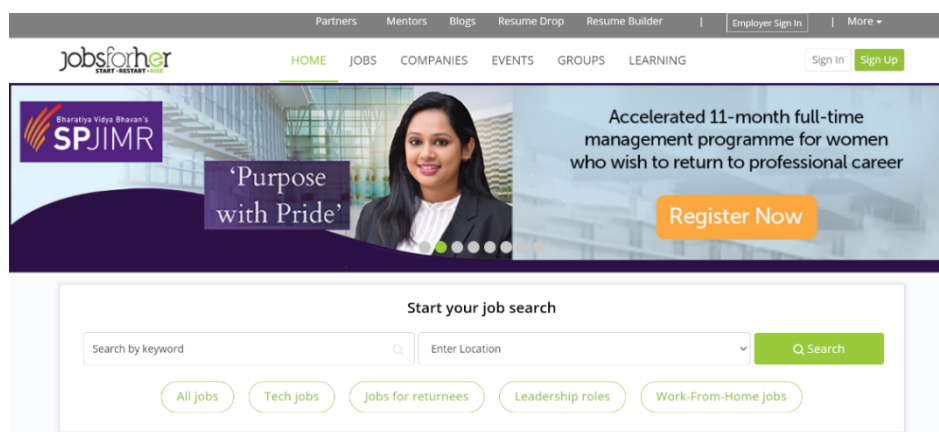 Partners Mentors Blogs Resume Drop Resume Builder | Employer Sign In | More
jobsforher
START -RESTART -RISE
HOME JOBS COMPANIES EVENTS GROUPS LEARNING
Sign In Sign Up
Bharatiya Vidya Bhavan's
SPJIMR
'Purpose
with Pride'
Accelerated 11-month full-time
management programme for women
who wish to return to professional career
Register Now
Start your job search
Search by keyword
Enter Location
Search
All jobs Tech jobs Jobs for returnees Leadership roles Work-From-Home jobs